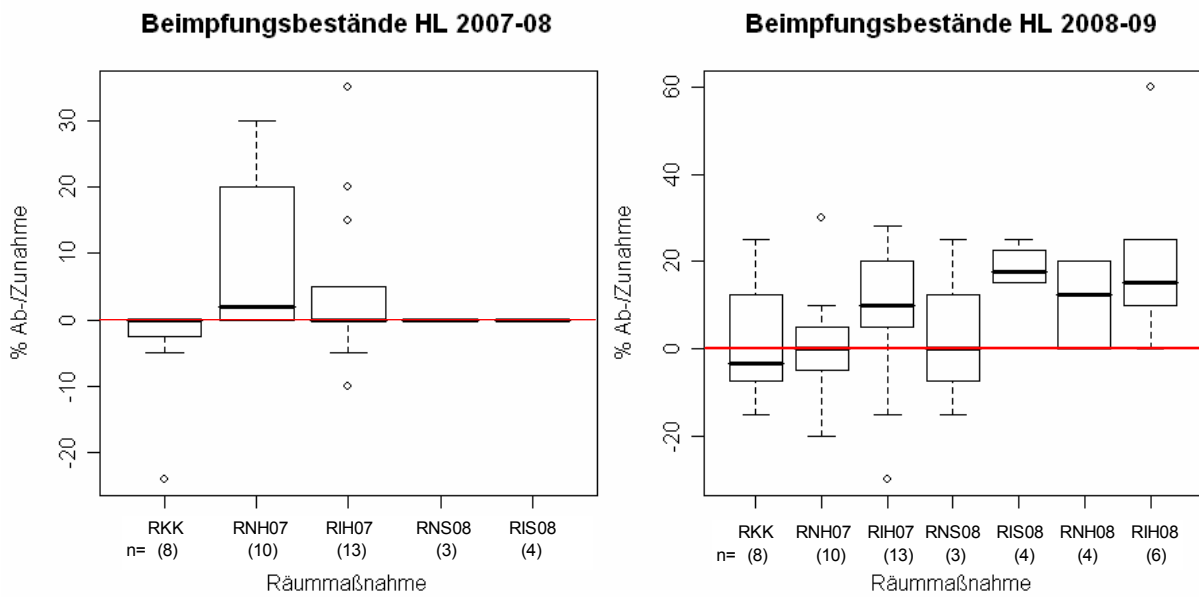 Beimpfungsbestände HL 2007-08
% Ab-/Zunahme
30
20
10
0
-10
-20
RKK RNH07 RIH07 RNS08 RIS08
n= (8) (10) (13) (3) (4)
Räummaßnahme
Beimpfungsbestände HL 2008-09
% Ab-/Zunahme
60
40
20
0
-20
RKK RNH07 RIH07 RNS08 RIS08 RNH08 RIH08
n= (8) (10) (13) (3) (4) (4) (6)
Räummaßnahme